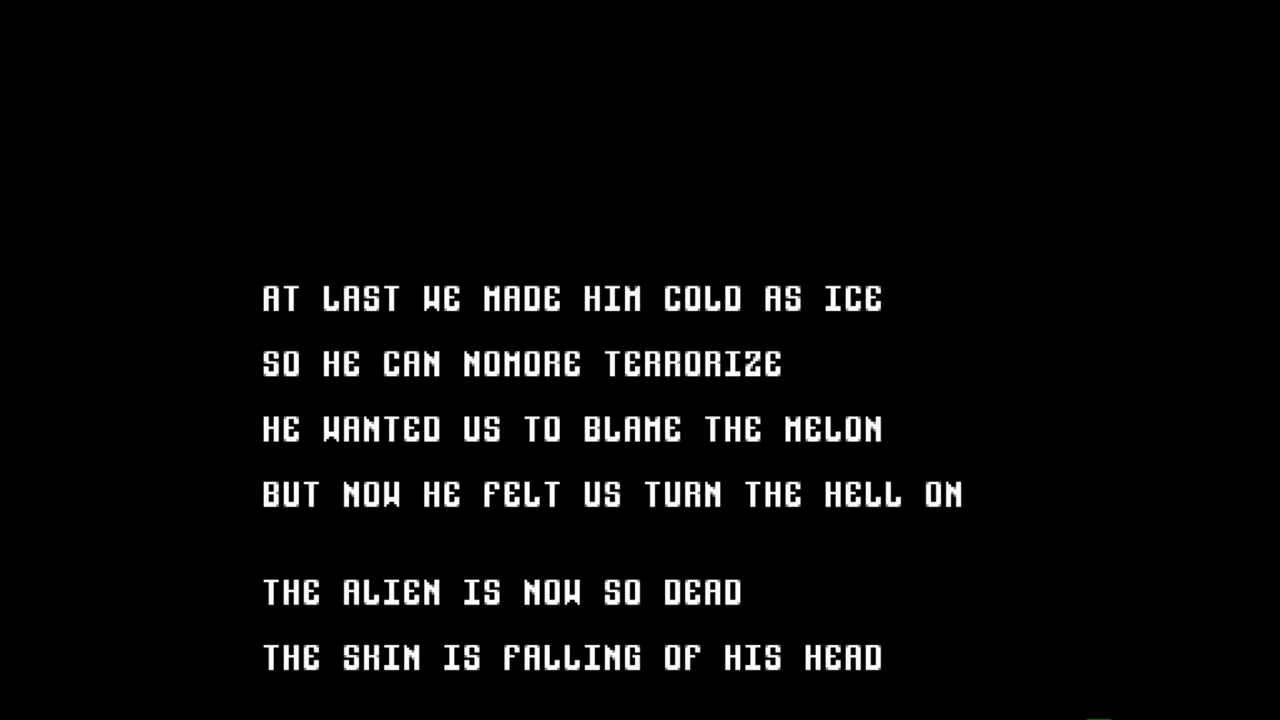 AT LAST WE MADE HIM COLD AS ICE
SO HE CAN NOMORE TERRORIZE
HE WANTED US TO BLAME THE MELON
BUT NOW HE FELT US TURN THE HELL ON
THE ALIEN IS NOW SO DEAD
THE SKIN IS FALLING OF HIS HEAD